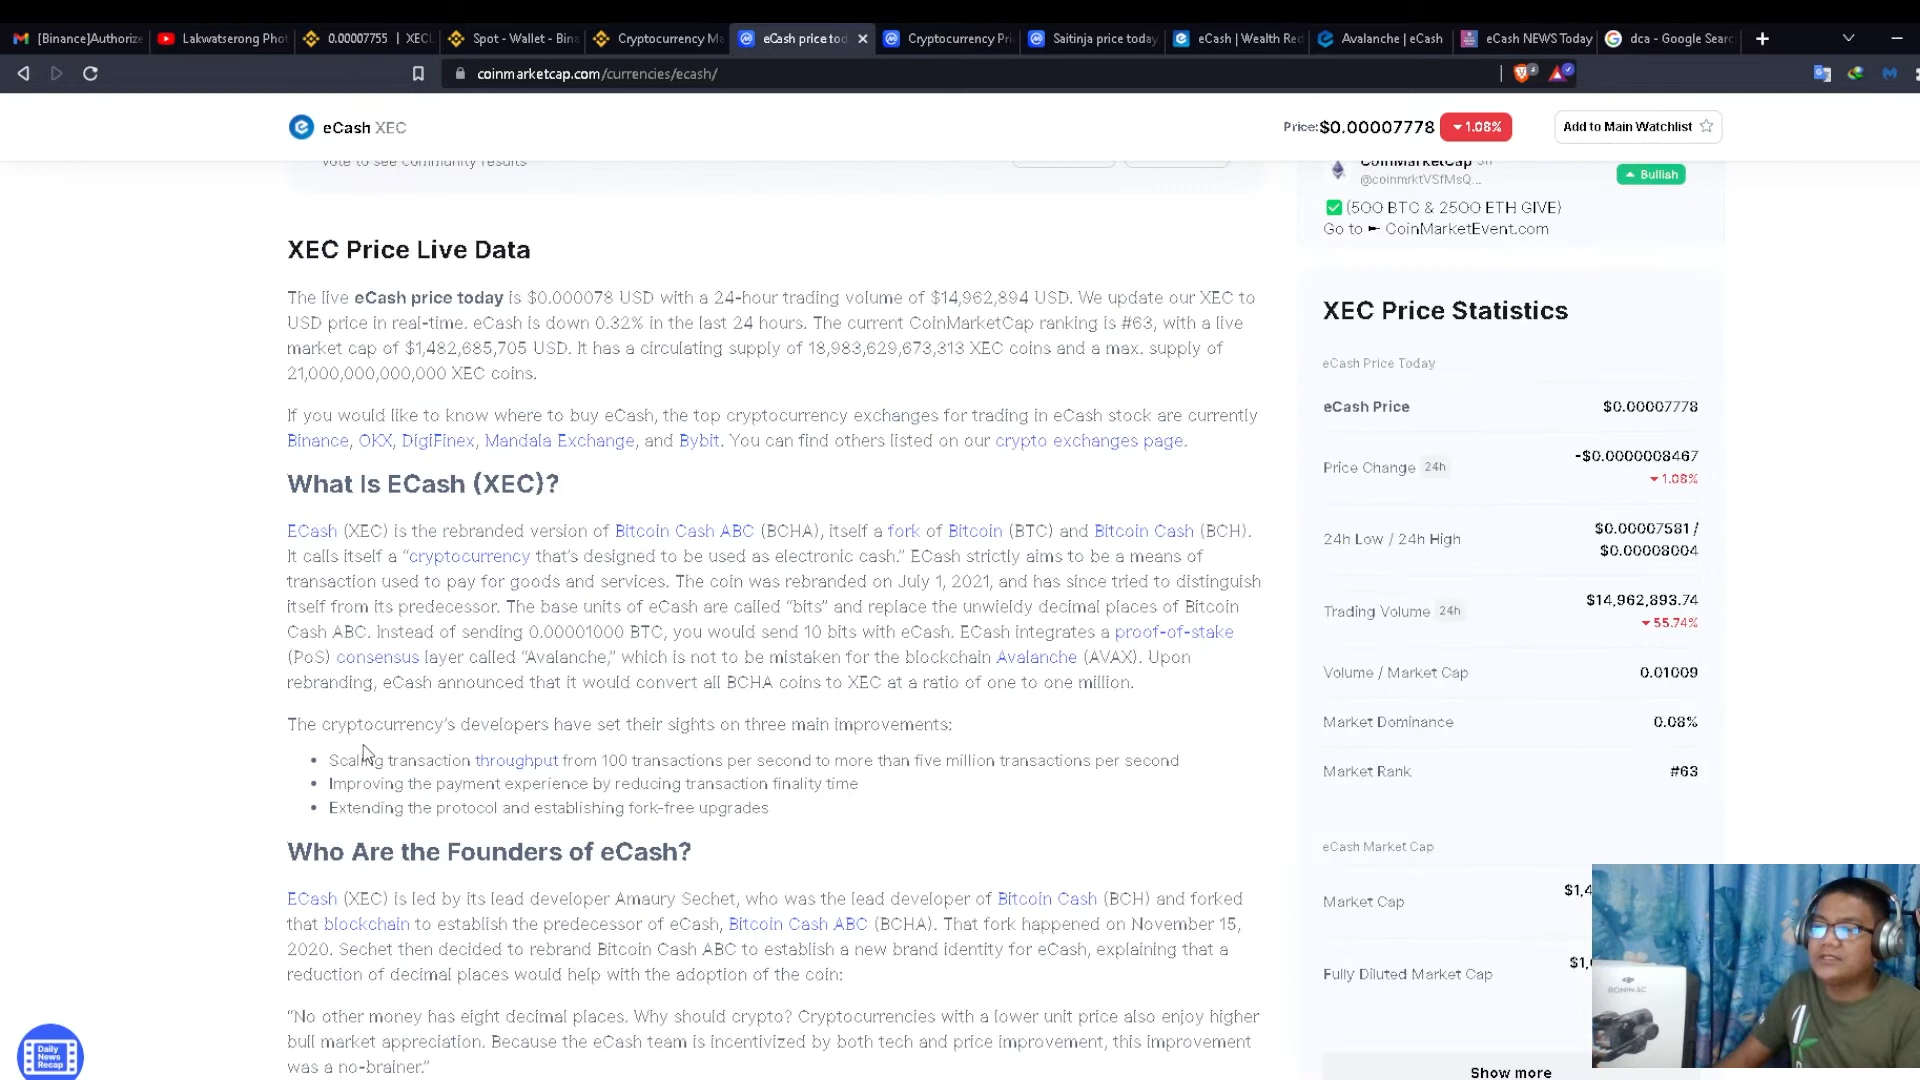 [Binance]Authoriz
Lakwatserong Phot
0.00007755 | XECU
Spot - Wallet - Bina
Cryptocurrency Ma
eCash price tod
Cryptocurrency Pri
Saitinja price today
eCash | Wealth Red
Avalanche | eCash
eCash NEWS Today
dca - Google Searc
coinmarketcap.com/currencies/ecash/
eCash XEC
Price:$0.00007778
1.08%
Add to Main Watchlist
Vote to see community results
CoinMarketCap
@coinmrktVSfMsQ...
Bullish
(500 BTC & 2500 ETH GIVE)
Go to ► CoinMarketEvent.com
XEC Price Live Data
The live eCash price today is $0.000078 USD with a 24-hour trading volume of $14,962,894 USD. We update our XEC to
USD price in real-time. eCash is down 0.32% in the last 24 hours. The current CoinMarketCap ranking is #63, with a live
market cap of $1,482,685,705 USD. It has a circulating supply of 18,983,629,673,313 XEC coins and a max. supply of
21,000,000,000,000 XEC coins.
If you would like to know where to buy eCash, the top cryptocurrency exchanges for trading in eCash stock are currently
Binance, OKX, DigiFinex, Mandala Exchange, and Bybit. You can find others listed on our crypto exchanges page.
What Is ECash (XEC)?
ECash (XEC) is the rebranded version of Bitcoin Cash ABC (BCHA), itself a fork of Bitcoin (BTC) and Bitcoin Cash (BCH).
It calls itself a “cryptocurrency that’s designed to be used as electronic cash.” ECash strictly aims to be a means of
transaction used to pay for goods and services. The coin was rebranded on July 1, 2021, and has since tried to distinguish
itself from its predecessor. The base units of eCash are called “bits” and replace the unwieldy decimal places of Bitcoin
Cash ABC. Instead of sending 0.00001000 BTC, you would send 10 bits with eCash. ECash integrates a proof-of-stake
(PoS) consensus layer called “Avalanche,” which is not to be mistaken for the blockchain Avalanche (AVAX). Upon
rebranding, eCash announced that it would convert all BCHA coins to XEC at a ratio of one to one million.
The cryptocurrency’s developers have set their sights on three main improvements:
• Scaling transaction throughput from 100 transactions per second to more than five million transactions per second
• Improving the payment experience by reducing transaction finality time
• Extending the protocol and establishing fork-free upgrades
Who Are the Founders of eCash?
ECash (XEC) is led by its lead developer Amaury Sechet, who was the lead developer of Bitcoin Cash (BCH) and forked
that blockchain to establish the predecessor of eCash, Bitcoin Cash ABC (BCHA). That fork happened on November 15,
2020. Sechet then decided to rebrand Bitcoin Cash ABC to establish a new brand identity for eCash, explaining that a
reduction of decimal places would help with the adoption of the coin:
“No other money has eight decimal places. Why should crypto? Cryptocurrencies with a lower unit price also enjoy higher
bull market appreciation. Because the eCash team is incentivized by both tech and price improvement, this improvement
was a no-brainer.”
XEC Price Statistics
eCash Price Today
eCash Price $0.00007778
Price Change 24h -$0.0000008467
1.08%
24h Low / 24h High $0.00007581 /
$0.00008004
Trading Volume 24h $14,962,893.74
55.74%
Volume / Market Cap 0.01009
Market Dominance 0.08%
Market Rank #63
eCash Market Cap
Market Cap $1,4
Fully Diluted Market Cap $1,
Show more
Daily
News
Recap
DJI
RONIN-SC